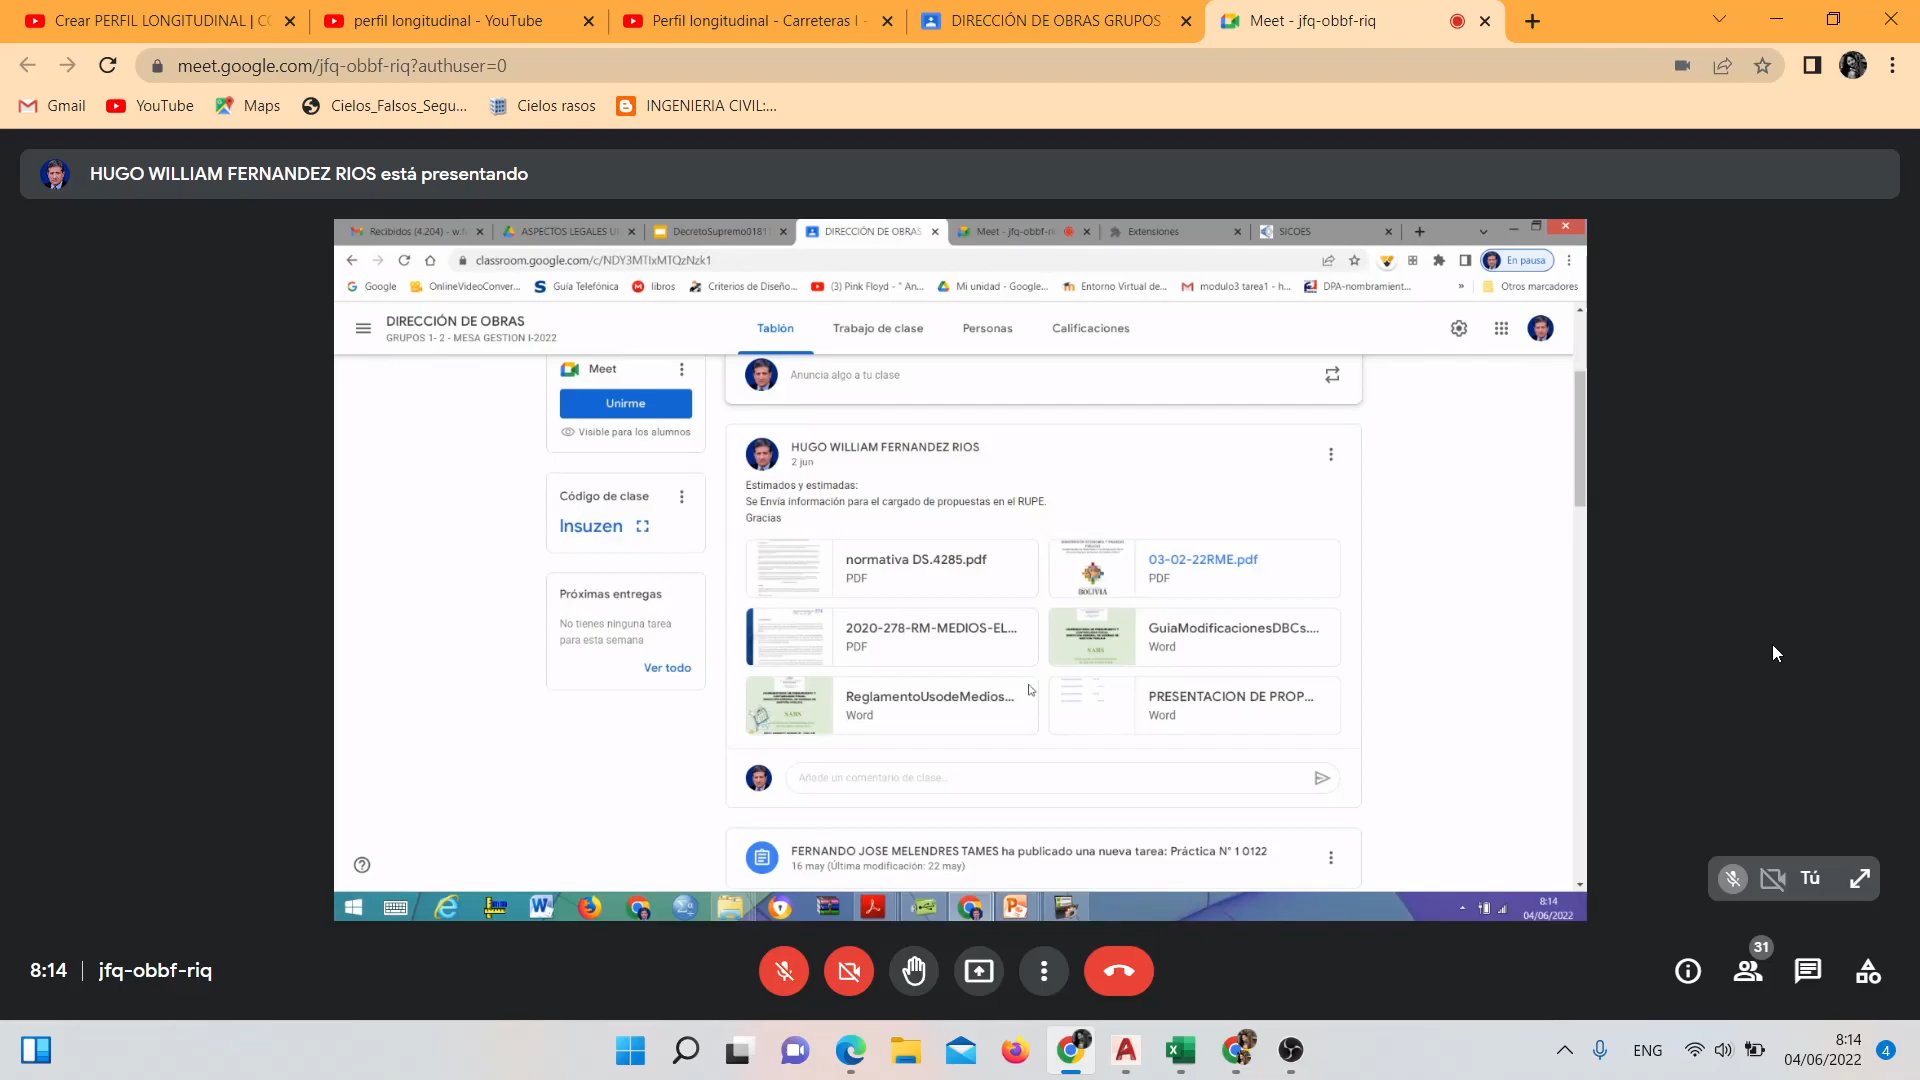 Crear PERFIL LONGITUDINAL | CO
perfil longitudinal - YouTube
Perfil longitudinal - Carreteras I -
DIRECCIÓN DE OBRAS GRUPOS
Meet - jfq-obbf-riq
meet.google.com/jfq-obbf-riq?authuser=0
Gmail
YouTube
Maps
Cielos_Falsos_Segu...
Cielos rasos
INGENIERIA CIVIL:...
HUGO WILLIAM FERNANDEZ RIOS está presentando
Recibidos (4.204) - w.f
ASPECTOS LEGALES U
DecretoSupremo0181
DIRECCIÓN DE OBRAS
Meet - jfq-obbf-ri
Extensiones
SICOES
classroom.google.com/c/NDY3MTIxMTQzNzk1
En pausa
Google
OnlineVideoConver...
Guía Telefónica
libros
Criterios de Diseño...
(3) Pink Floyd - " An...
Mi unidad - Google...
Entorno Virtual de...
modulo3 tarea1 - h...
DPA-nombramient...
»
Otros marcadores
DIRECCIÓN DE OBRAS
GRUPOS 1- 2 - MESA GESTION I-2022
Tablón
Trabajo de clase
Personas
Calificaciones
Meet
Unirme
Visible para los alumnos
Código de clase
Insuzen
Próximas entregas
No tienes ninguna tarea
para esta semana
Ver todo
Anuncia algo a tu clase
HUGO WILLIAM FERNANDEZ RIOS
2 jun
Estimados y estimadas:
Se Envía información para el cargado de propuestas en el RUPE.
Gracias
normativa DS.4285.pdf
PDF
03-02-22RME.pdf
PDF
BOLIVIA
2020-278-RM-MEDIOS-EL...
PDF
GuiaModificacionesDBCs....
Word
SABS
ReglamentoUsodeMedios...
Word
SABS
PRESENTACION DE PROP...
Word
Añade un comentario de clase...
FERNANDO JOSE MELENDRES TAMES ha publicado una nueva tarea: Práctica N° 1 0122
16 may (Última modificación: 22 may)
8:14
04/06/2022
Tú
8:14
jfq-obbf-riq
31
ENG
8:14
04/06/2022
4